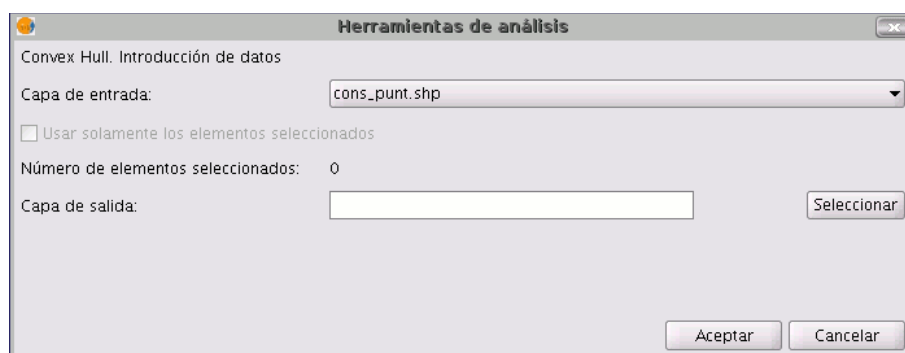 Herramientas de análisis
Convex Hull. Introducción de datos
Capa de entrada: cons_punt.shp
Usar solamente los elementos seleccionados
Número de elementos seleccionados: 0
Capa de salida: Seleccionar
Aceptar Cancelar